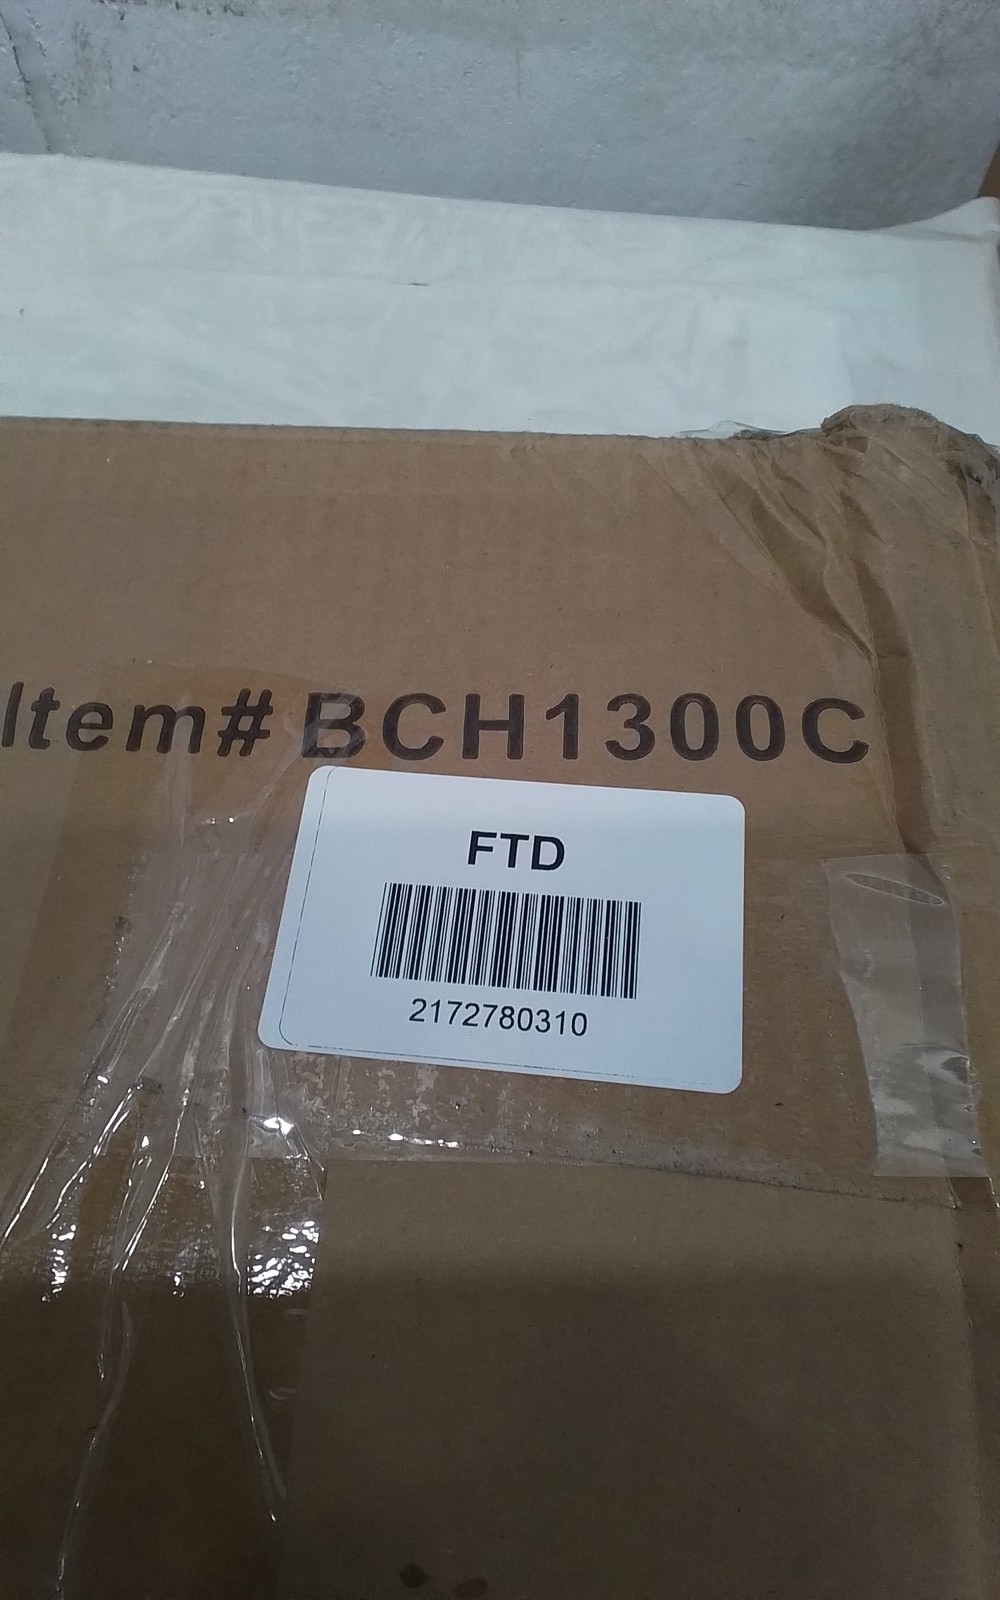 Item# BCH1300C
FTD
2172780310